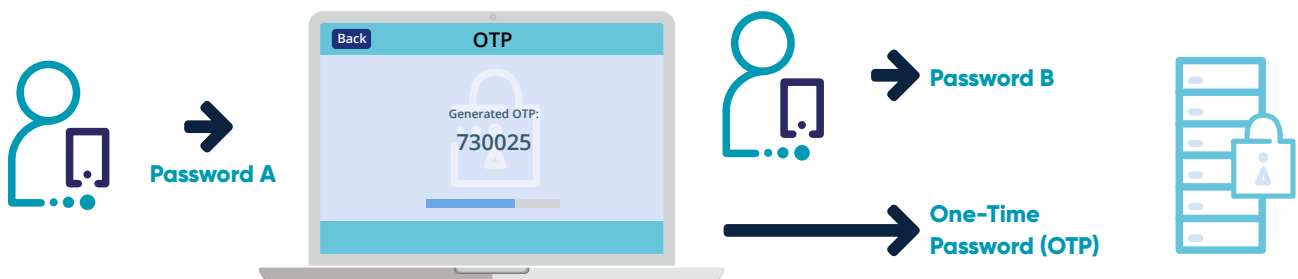 Password A
Back
OTP
Generated OTP:
730025
Password B
One-Time
Password (OTP)